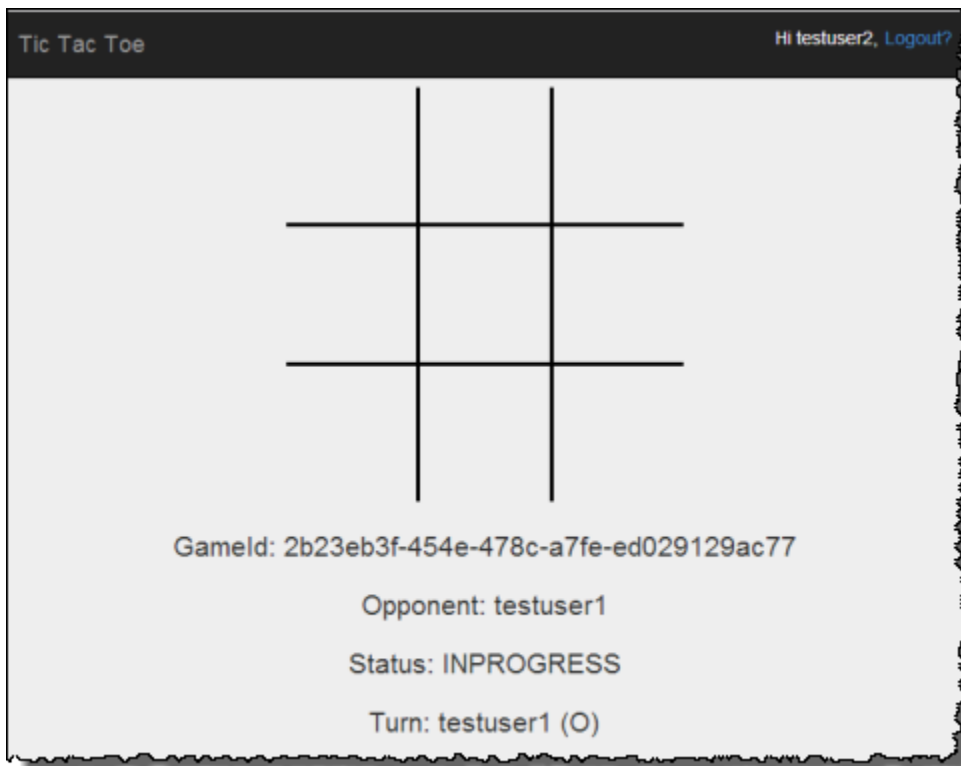 Tic Tac Toe
Hi testuser2, Logout?
GameId: 2b23eb3f-454e-478c-a7fe-ed029129ac77
Opponent: testuser1
Status: INPROGRESS
Turn: testuser1 (O)